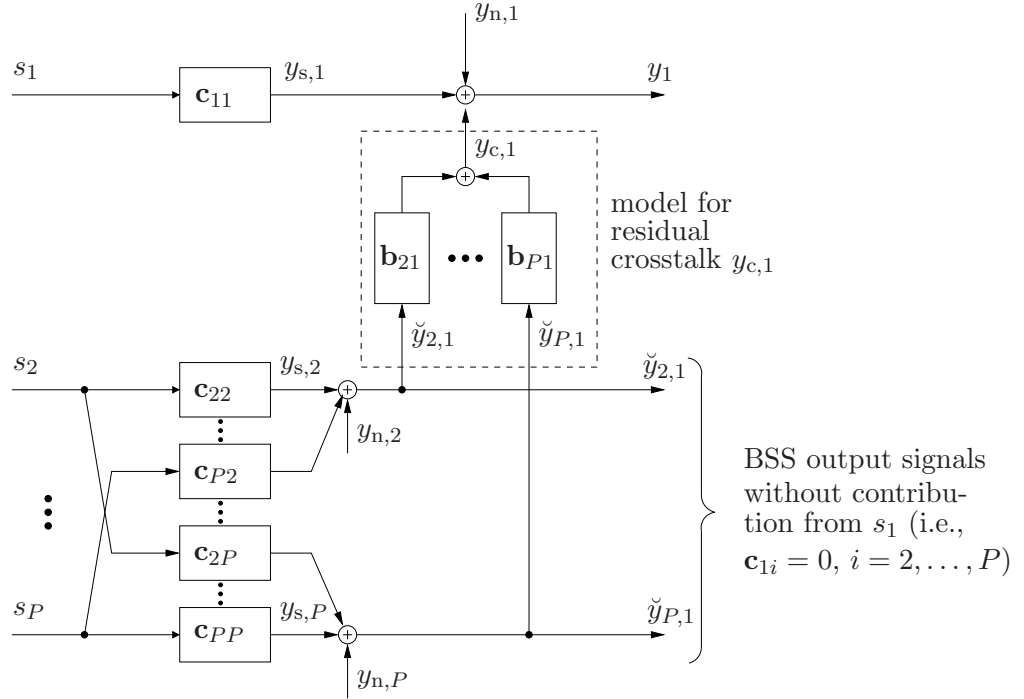 y_{n,1}
s_1
y_{s,1}
y_1
c_{11}
y_{c,1}
model for
residual
crosstalk y_{c,1}
b_{21}
b_{P1}
y̆_{2,1}
y̆_{P,1}
s_2
y_{s,2}
y̆_{2,1}
c_{22}
y_{n,2}
c_{P2}
BSS output signals
without contribu-
tion from s_1 (i.e.,
c_{1i} = 0, i = 2, . . . , P)
c_{2P}
s_P
y_{s,P}
y̆_{P,1}
c_{PP}
y_{n,P}